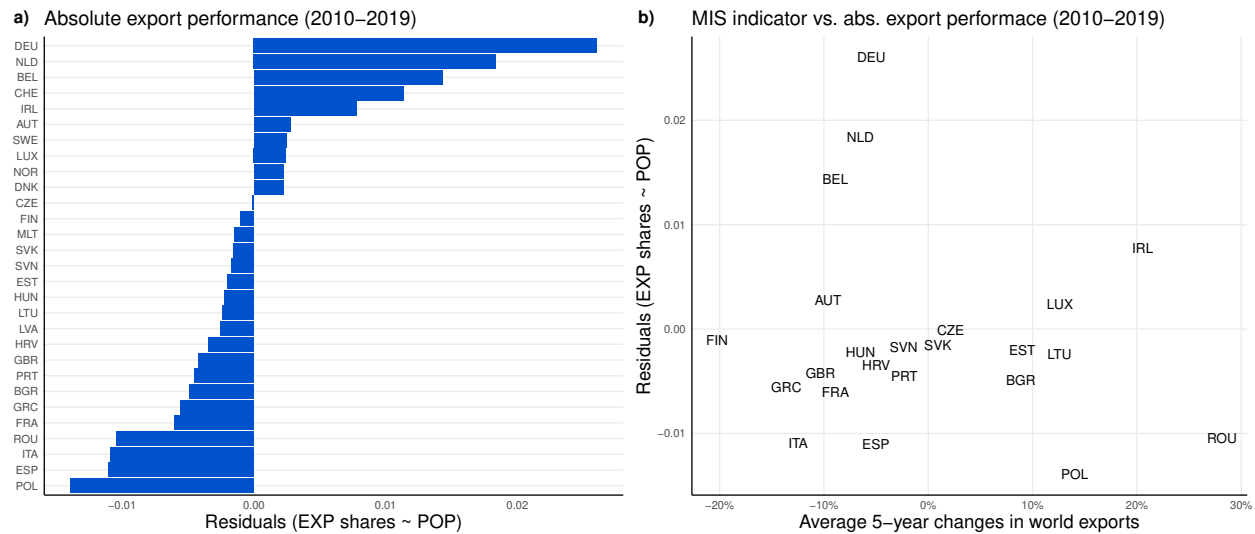 a) Absolute export performance (2010−2019)
DEU
NLD
BEL
CHE
IRL
AUT
SWE
LUX
NOR
DNK
CZE
FIN
MLT
SVK
SVN
EST
HUN
LTU
LVA
HRV
GBR
PRT
BGR
GRC
FRA
ROU
ITA
ESP
POL
−0.01 0.00 0.01 0.02
Residuals (EXP shares ~ POP)
b) MIS indicator vs. abs. export performace (2010−2019)
Residuals (EXP shares ~ POP)
0.02
0.01
0.00
−0.01
DEU
NLD
BEL
IRL
AUT
LUX
FIN
CZE
HUN
SVN
SVK
EST
LTU
HRV
GBR
PRT
BGR
GRC
FRA
ITA
ESP
ROU
POL
−20% −10% 0% 10% 20% 30%
Average 5−year changes in world exports